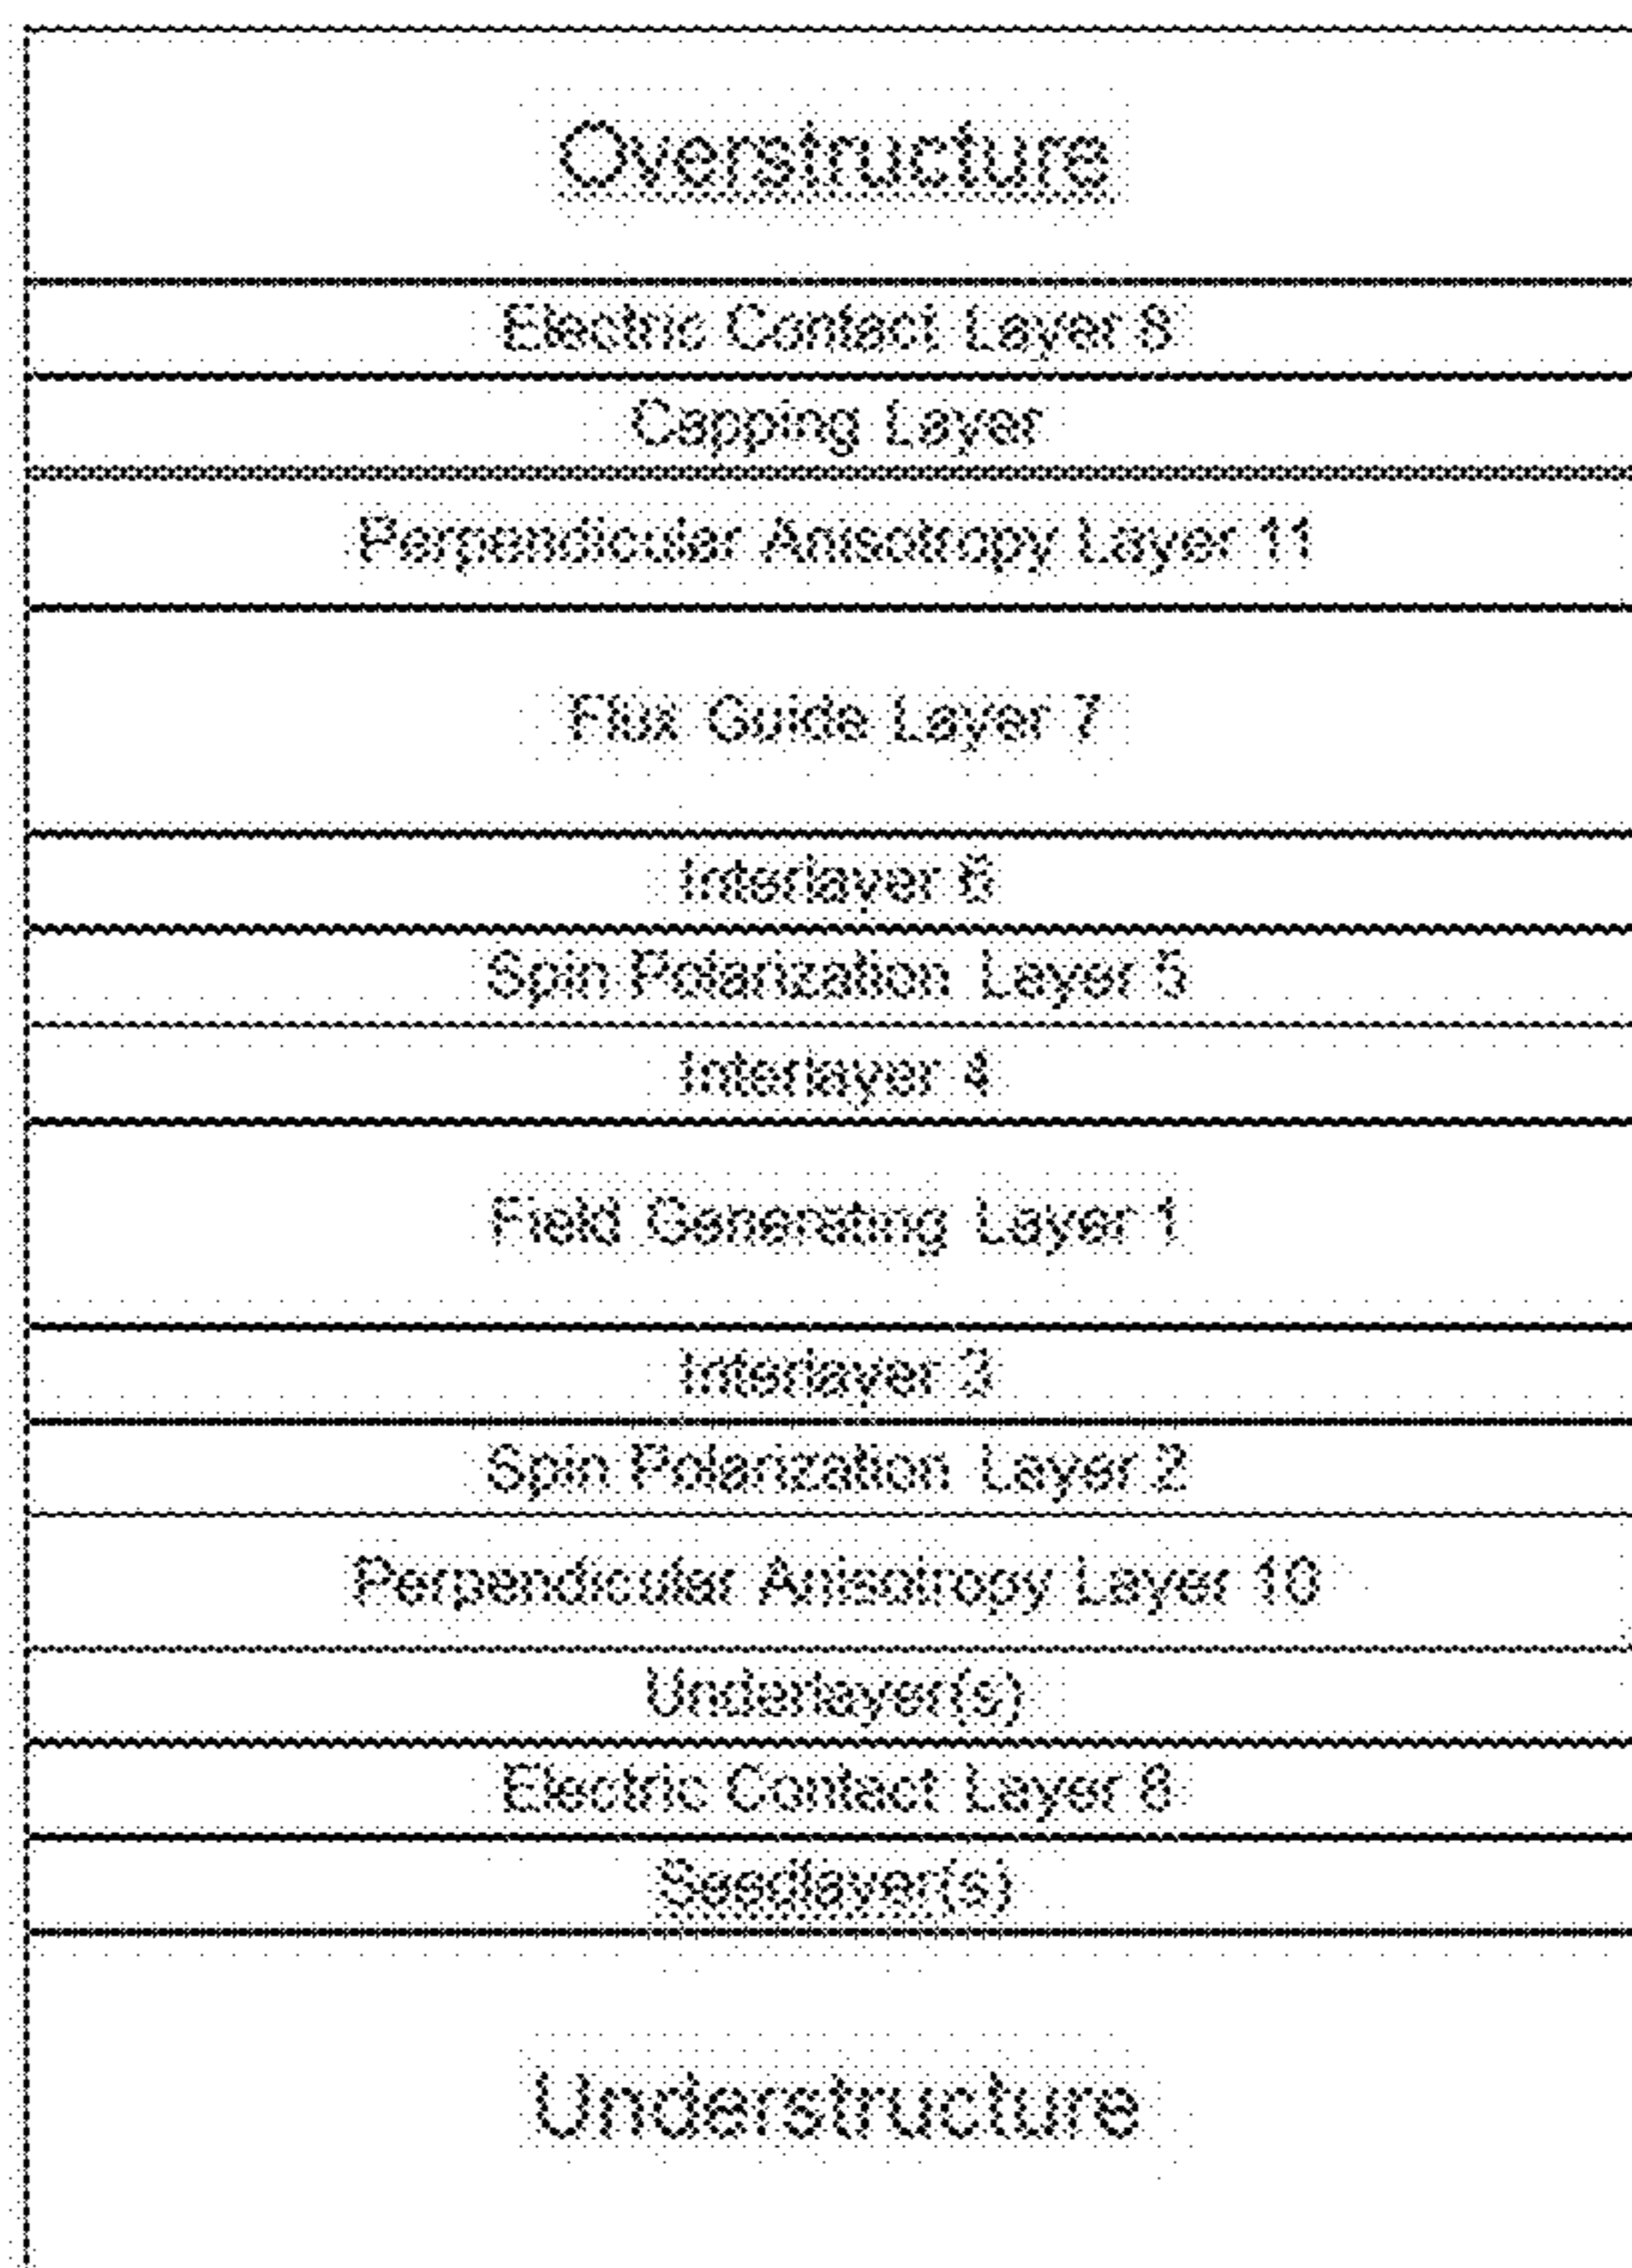 Overstructure
Electric Contact Layer 8
Capping Layer
Perpendicular Anisotropy Layer 11
Flux Guide Layer 7
Interlayer 6
Spin Polarization Layer 5
Interlayer 4
Field Generating Layer 1
Interlayer 3
Spin Polarization Layer 2
Perpendicular Anisotropy Layer 10
Underlayer(s)
Electric Contact Layer 8
Seedlayer(s)
Understructure